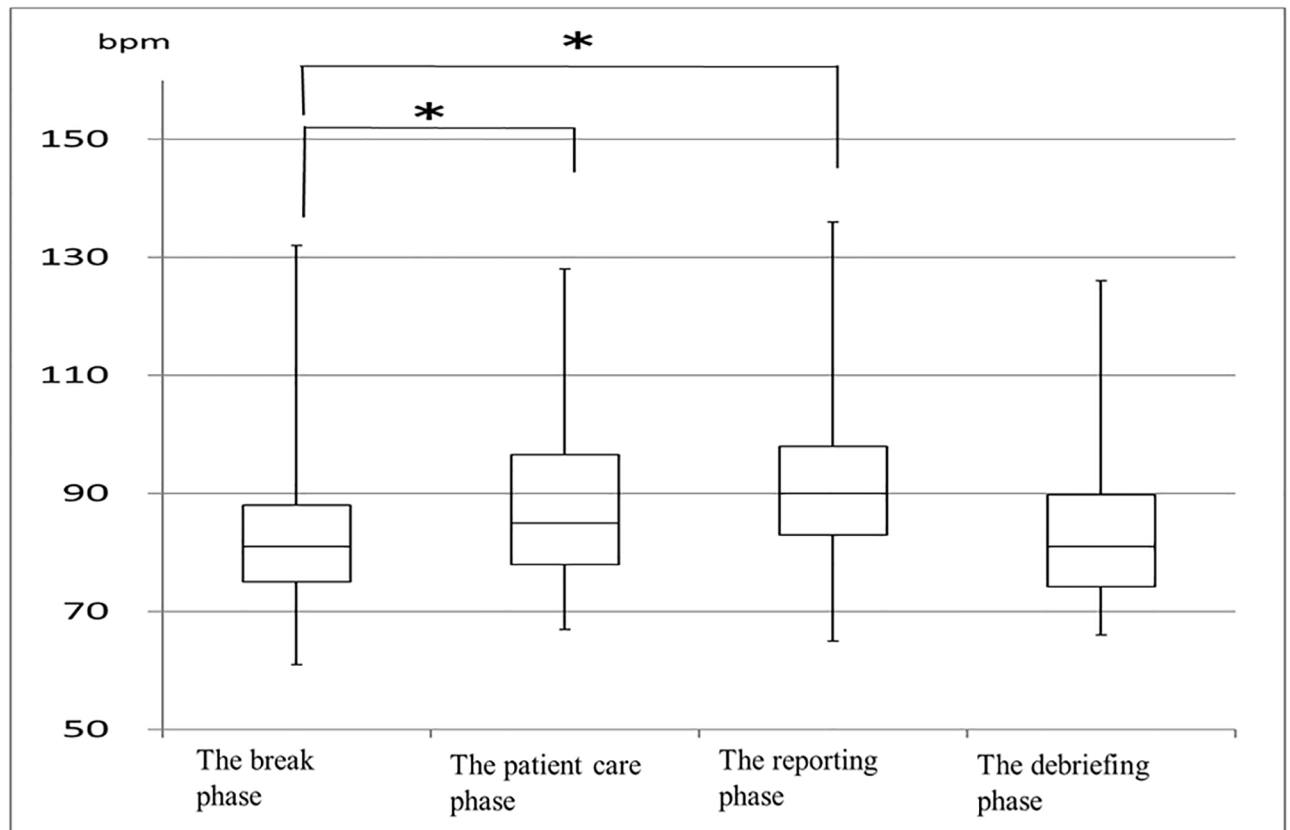 bpm
*
*
150
130
110
90
70
50
The break
phase
The patient care
phase
The reporting
phase
The debriefing
phase